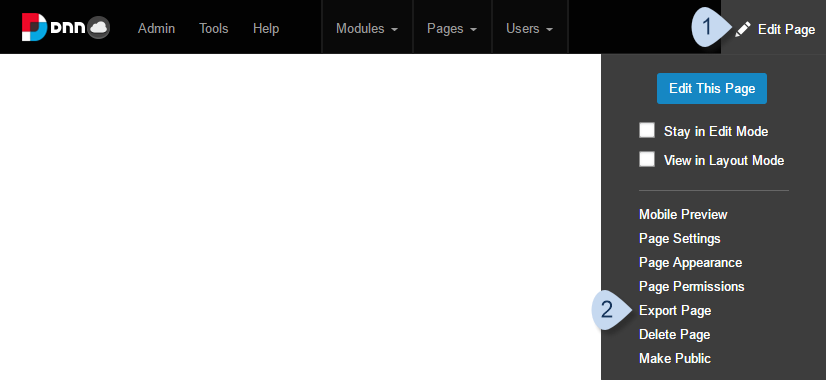 DNN Admin Tools Help Modules Pages Users 1 Edit Page
Edit This Page
Stay in Edit Mode
View in Layout Mode
Mobile Preview
Page Settings
Page Appearance
Page Permissions
2 Export Page
Delete Page
Make Public